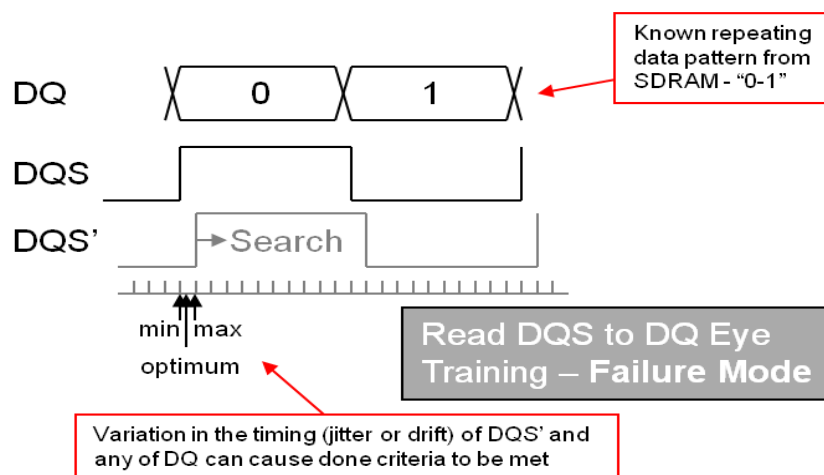 Known repeating
data pattern from
SDRAM - “0-1”
DQ
0
1
DQS
DQS’
Search
min
max
optimum
Read DQS to DQ Eye
Training – Failure Mode
Variation in the timing (jitter or drift) of DQS’ and
any of DQ can cause done criteria to be met